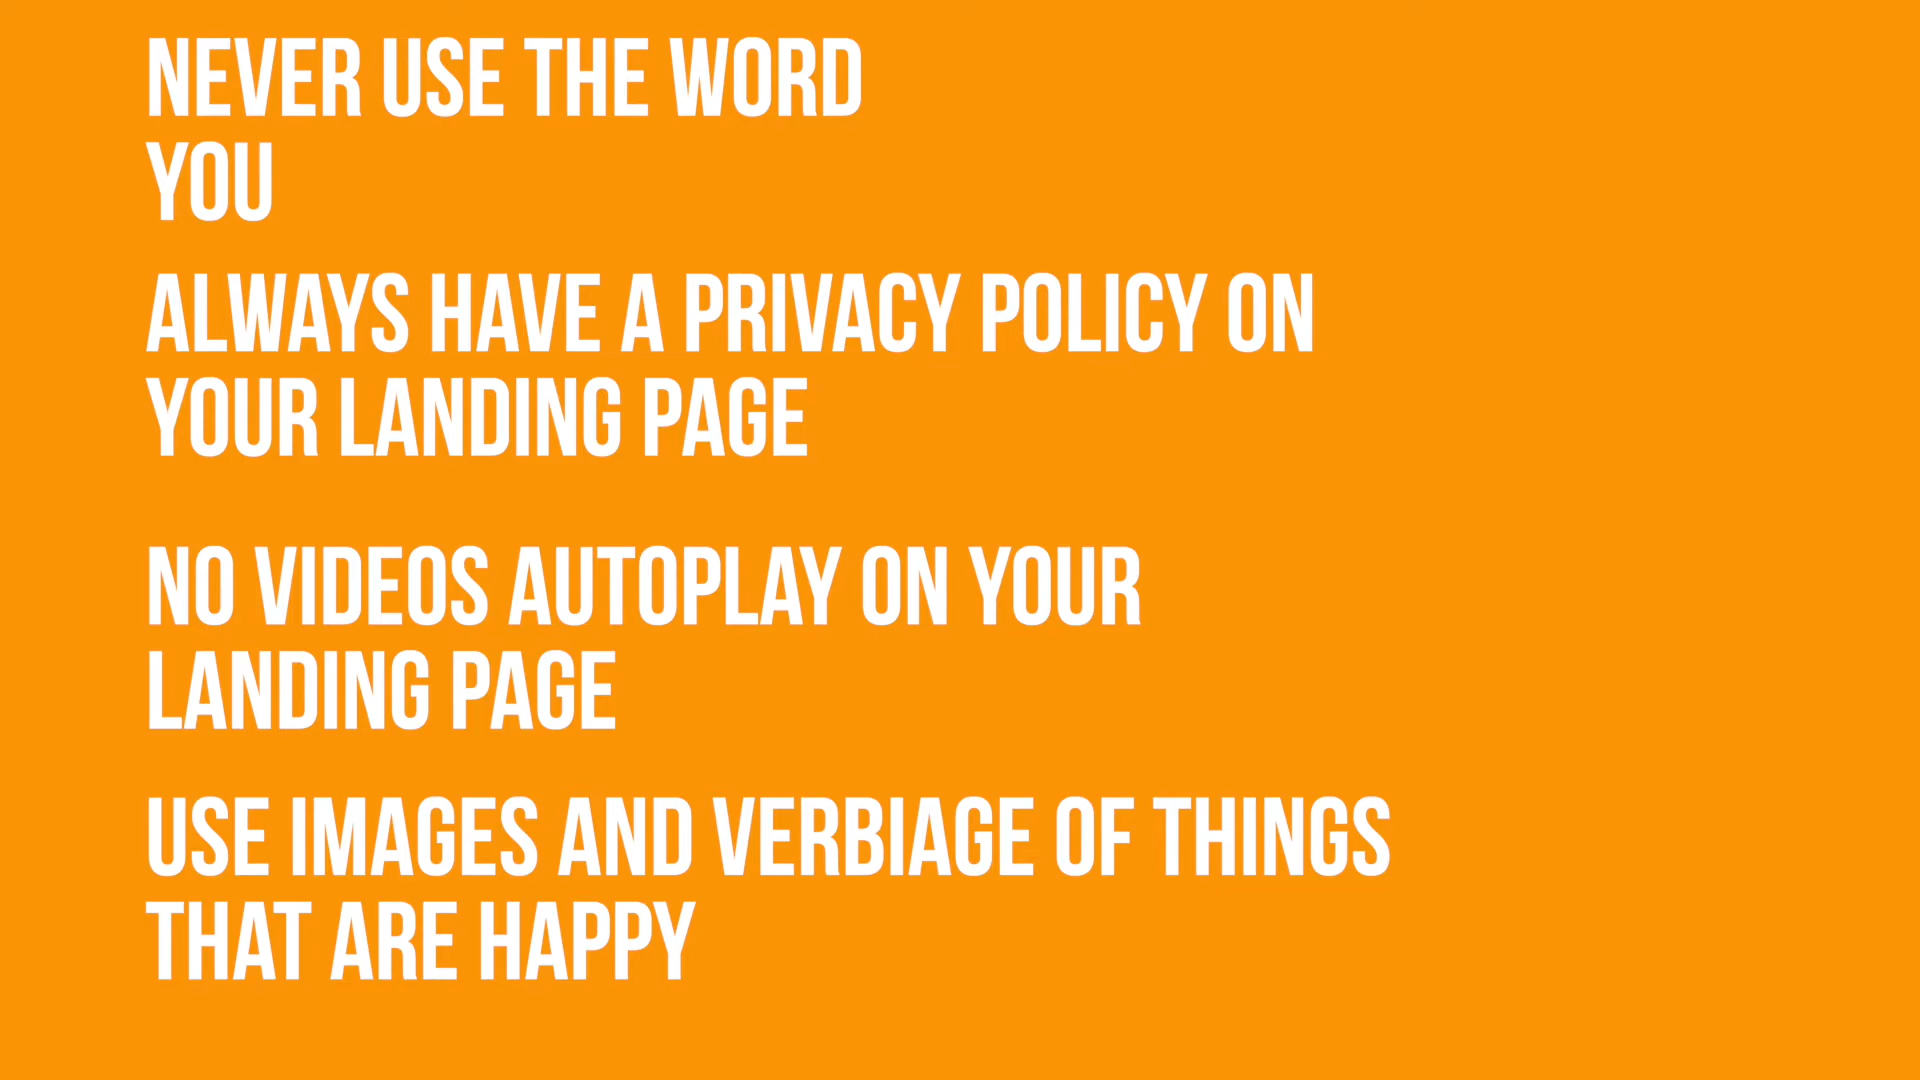 NEVER USE THE WORD
YOU
ALWAYS HAVE A PRIVACY POLICY ON
YOUR LANDING PAGE
NO VIDEOS AUTOPLAY ON YOUR
LANDING PAGE
USE IMAGES AND VERBIAGE OF THINGS
THAT ARE HAPPY